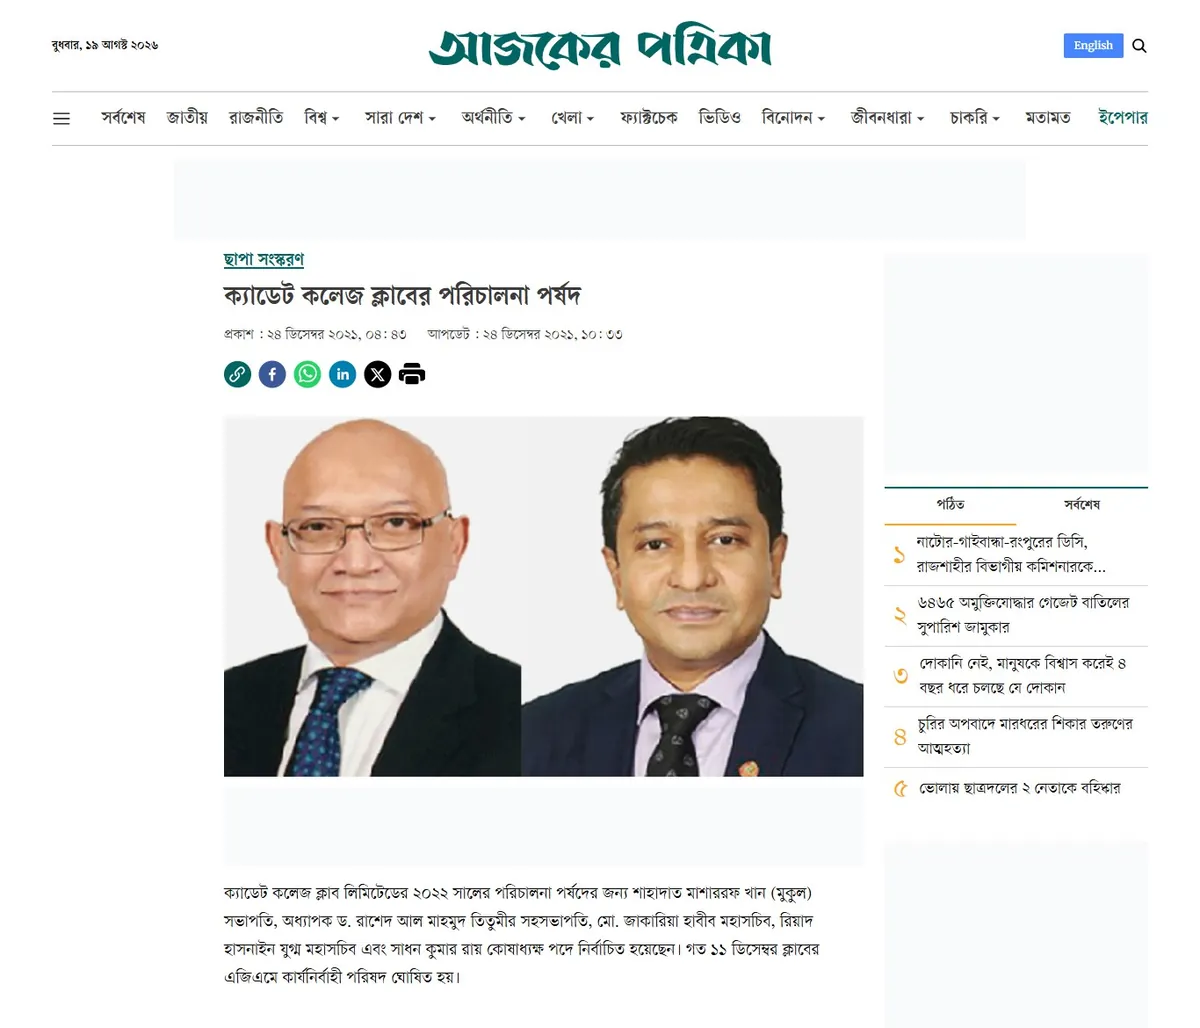 বুধবার, ১৯ আগস্ট ২০২৬
আজকের পত্রিকা
English
সর্বশেষ জাতীয় রাজনীতি বিশ্ব সারা দেশ অর্থনীতি খেলা ফ্যাক্টচেক ভিডিও বিনোদন জীবনধারা চাকরি মতামত ইপেপার
ছাপা সংস্করণ
ক্যাডেট কলেজ ক্লাবের পরিচালনা পর্ষদ
প্রকাশ : ২৪ ডিসেম্বর ২০২১, ০৪: ৪৩ আপডেট : ২৪ ডিসেম্বর ২০২১, ১০: ৩৩
ক্যাডেট কলেজ ক্লাব লিমিটেডের ২০২২ সালের পরিচালনা পর্ষদের জন্য শাহাদাত মাশাররফ খান (মুকুল)
সভাপতি, অধ্যাপক ড. রাশেদ আল মাহমুদ তিতুমীর সহসভাপতি, মো. জাকারিয়া হাবীব মহাসচিব, রিয়াদ
হাসনাইন যুগ্ম মহাসচিব এবং সাধন কুমার রায় কোষাধ্যক্ষ পদে নির্বাচিত হয়েছেন। গত ১১ ডিসেম্বর ক্লাবের
এজিএমে কার্যনির্বাহী পরিষদ ঘোষিত হয়।
পঠিত সর্বশেষ
১ নাটোর-গাইবান্ধা-রংপুরের ডিসি,
রাজশাহীর বিভাগীয় কমিশনারকে...
২ ৬৪৬৫ অমুক্তিযোদ্ধার গেজেট বাতিলের
সুপারিশ জামুকার
৩ দোকানি নেই, মানুষকে বিশ্বাস করেই ৪
বছর ধরে চলছে যে দোকান
৪ চুরির অপবাদে মারধরের শিকার তরুণের
আত্মহত্যা
৫ ভোলায় ছাত্রদলের ২ নেতাকে বহিষ্কার